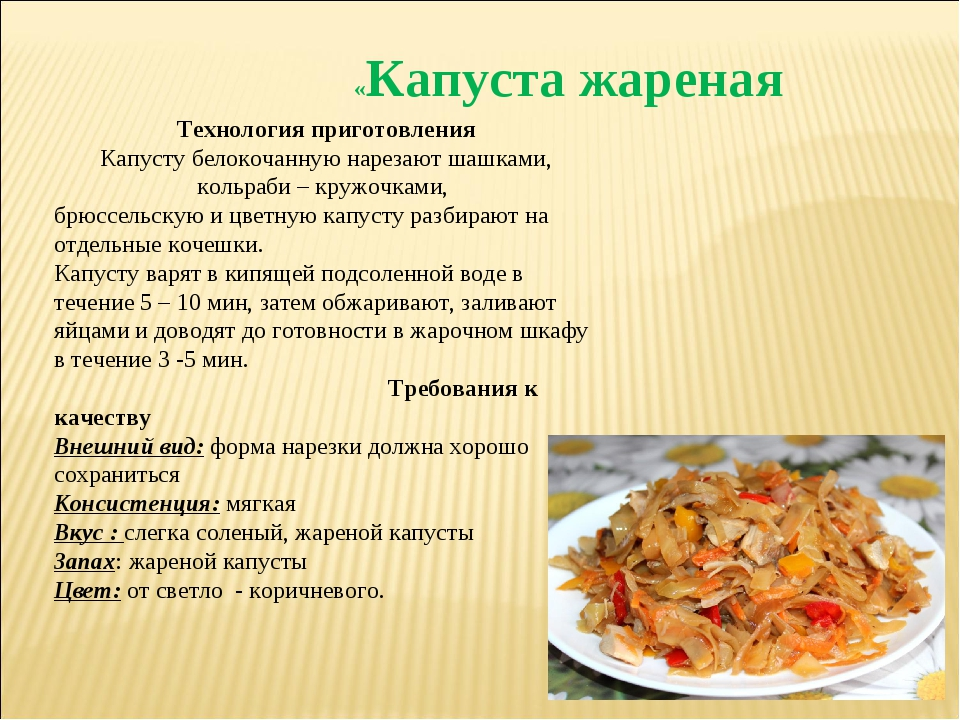 «Капуста жареная
Технология приготовления
Капусту белокочанную нарезают шашками,
кольраби – кружочками,
брюссельскую и цветную капусту разбирают на
отдельные кочешки.
Капусту варят в кипящей подсоленной воде в
течение 5 – 10 мин, затем обжаривают, заливают
яйцами и доводят до готовности в жарочном шкафу
в течение 3 -5 мин.
Требования к
качеству
Внешний вид: форма нарезки должна хорошо
сохраниться
Консистенция: мягкая
Вкус : слегка соленый, жареной капусты
Запах: жареной капусты
Цвет: от светло  - коричневого.